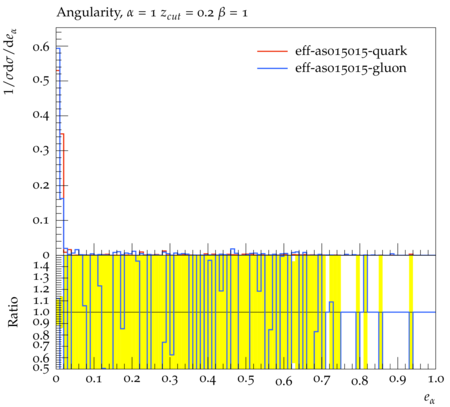 Angularity, α = 1 z_cut = 0.2 β = 1
1/σdσ/de_α
0.6
0.5
0.4
0.3
0.2
0.1
0
eff-as015015-quark
eff-as015015-gluon
Ratio
1.4
1.3
1.2
1.1
1.0
0.9
0.8
0.7
0.6
0.5
0 0.1 0.2 0.3 0.4 0.5 0.6 0.7 0.8 0.9 1.0
e_α